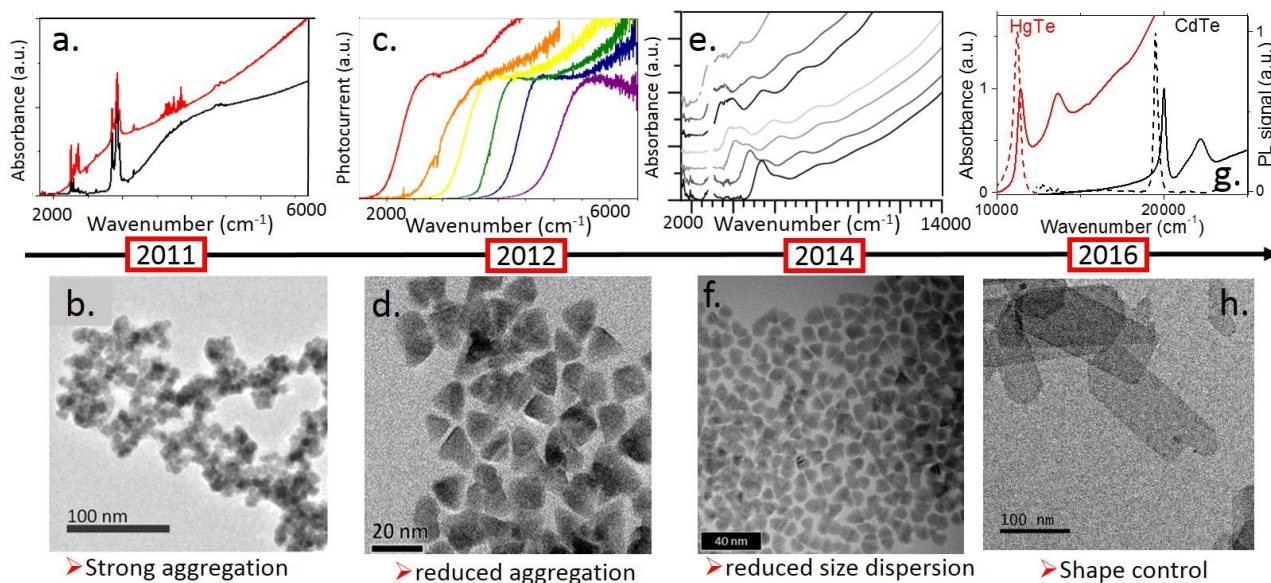 a.
Absorbance (a.u.)
2000
6000
Wavenumber (cm⁻¹)
c.
Photocurrent (a.u.)
2000
6000
Wavenumber (cm⁻¹)
e.
Absorbance (a.u.)
2000
14000
Wavenumber (cm⁻¹)
HgTe
CdTe
Absorbance (a.u.)
1
0
1
0
PL signal (a.u.)
g.
10000
20000
Wavenumber (cm⁻¹)
2011
2012
2014
2016
b.
100 nm
➢Strong aggregation
d.
20 nm
➢reduced aggregation
f.
40 nm
➢reduced size dispersion
h.
100 nm
➢Shape control